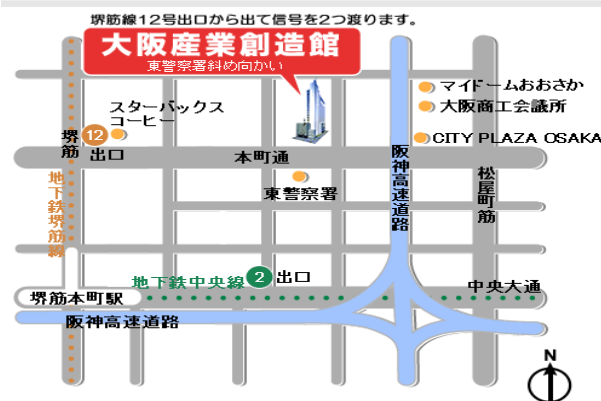 堺筋線12号出口から出て信号を2つ渡ります。
大阪産業創造館
東警察署斜め向かい
マイドームおおさか
大阪商工会議所
CITY PLAZA OSAKA
スターバックス
コーヒー
堺筋
12
出口
本町通
東警察署
阪神高速道路
松屋町筋
地下鉄堺筋線
地下鉄中央線
2
出口
中央大通
堺筋本町駅
阪神高速道路
N